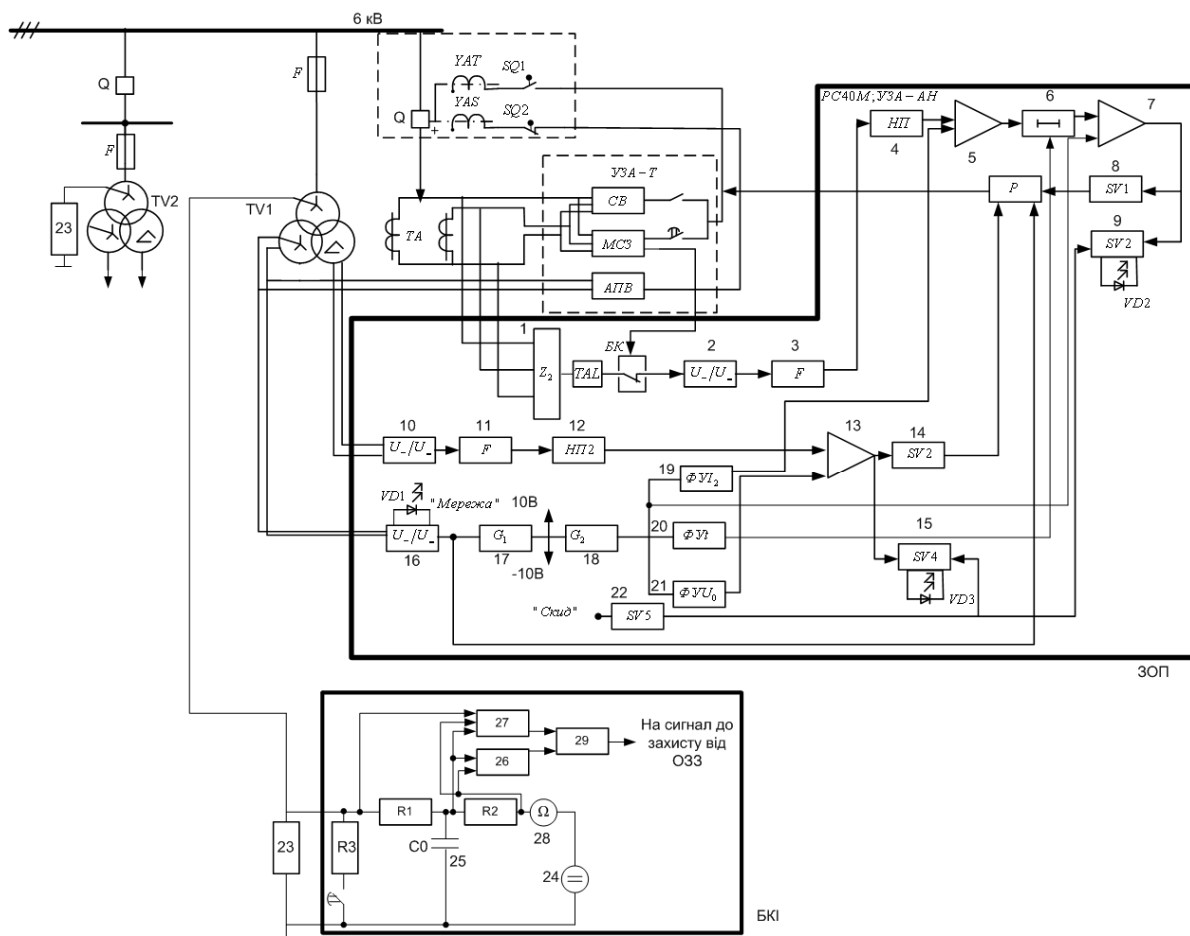 6 кВ
Q
F
F
TV2
23
TV1
YAT
SQ1
YAS
SQ2
Q
+
УЗА-Т
СВ
МСЗ
АПВ
TA
РС40М;УЗА-АН
НП
4
5
6
7
P
8
SV1
9
SV2
VD2
1
Z₂
TAL
БК
2
U~/U=
3
F
10
U~/U=
11
F
12
НП2
13
14
SV2
19
ФУI₂
VD1
"Мережа"
10В
U~/U=
16
G₁
17
-10В
G₂
18
20
ФУt
15
SV4
VD3
21
ФУU₀
22
"Скид"
SV5
ЗОП
27
26
29
На сигнал до
захисту від
ОЗЗ
23
R3
R1
R2
Ω
28
C0
25
24
БКІ